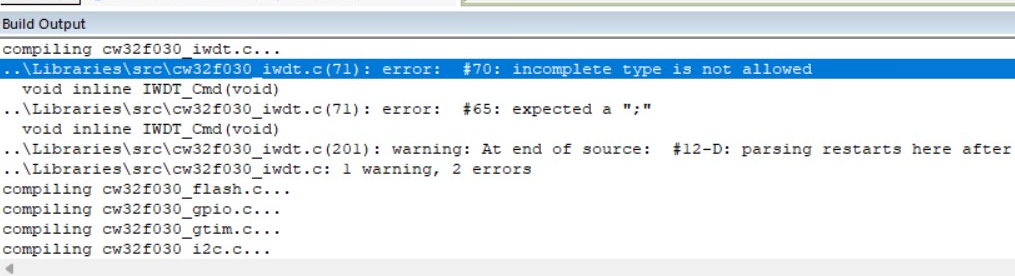 Build Output
compiling cw32f030_iwdt.c...
..\Libraries\src\cw32f030_iwdt.c(71): error:  #70: incomplete type is not allowed
  void inline IWDT_Cmd(void)
..\Libraries\src\cw32f030_iwdt.c(71): error:  #65: expected a ";"
  void inline IWDT_Cmd(void)
..\Libraries\src\cw32f030_iwdt.c(201): warning: At end of source:  #12-D: parsing restarts here after
..\Libraries\src\cw32f030_iwdt.c: 1 warning, 2 errors
compiling cw32f030_flash.c...
compiling cw32f030_gpio.c...
compiling cw32f030_gtim.c...
compiling cw32f030_i2c.c...